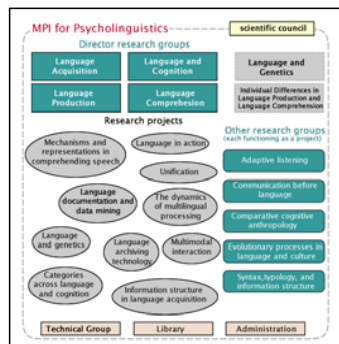 MPI for Psycholinguistics
scientific council
Director research groups
Language
Acquisition
Language and
Cognition
Language and
Genetics
Language
Production
Language
Comprehesion
Individual Differences in
Language Production and
Language Comprehension
Research projects
Mechanisms and
representations in
comprehending speech
Language in action
Unification
Language
documentation and
data mining
The dynamics
of multilingual
processing
Language
and genetics
Language
archiving
technology
Multimodal
interaction
Categories
across language
and cognition
Information structure
in language acquisition
Other research groups
(each functioning as a project)
Adaptive listening
Communication before
language
Comparative cognitive
anthropology
Evolutionary processes in
language and culture
Syntax,typology, and
information structure
Technical Group
Library
Administration